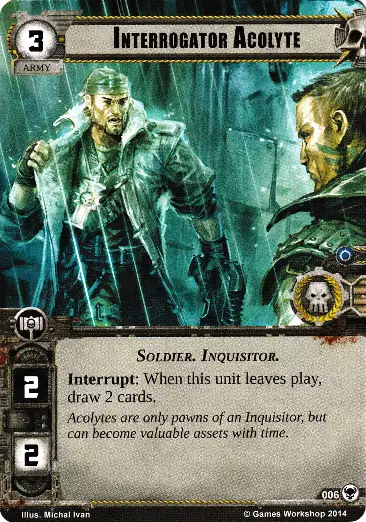 3
INTERROGATOR ACOLYTE
ARMY
SOLDIER. INQUISITOR.
2
Interrupt: When this unit leaves play,
draw 2 cards.
Acolytes are only pawns of an Inquisitor, but
can become valuable assets with time.
2
006
Illus. Michal Ivan
© Games Workshop 2014